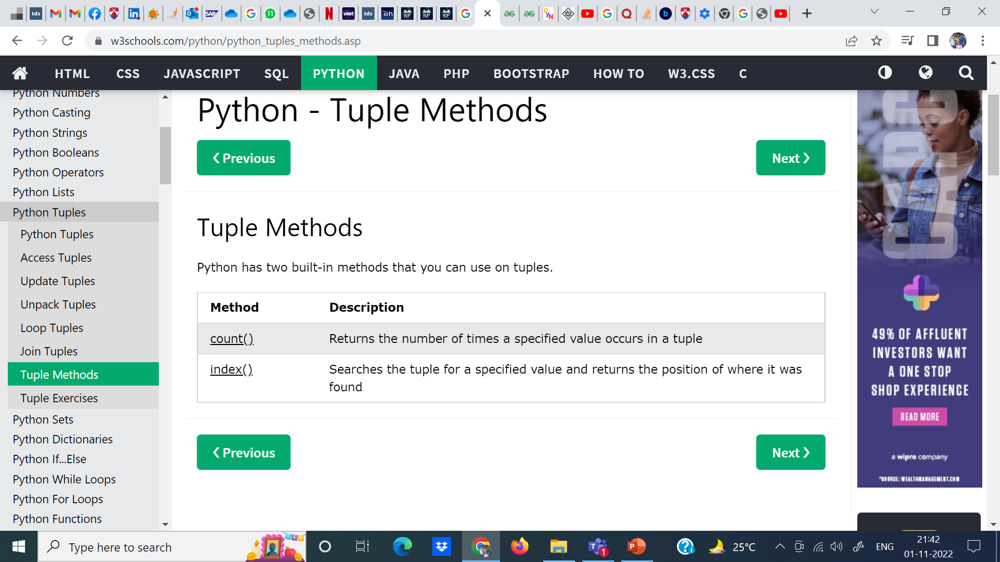 w3schools.com/python/python_tuples_methods.asp
HTML CSS JAVASCRIPT SQL PYTHON JAVA PHP BOOTSTRAP HOW TO W3.CSS C
Python Numbers
Python Casting
Python Strings
Python Booleans
Python Operators
Python Lists
Python Tuples
Python Tuples
Access Tuples
Update Tuples
Unpack Tuples
Loop Tuples
Join Tuples
Tuple Methods
Tuple Exercises
Python Sets
Python Dictionaries
Python If...Else
Python While Loops
Python For Loops
Python Functions
Python - Tuple Methods
❮ Previous
Next ❯
Tuple Methods
Python has two built-in methods that you can use on tuples.
Method Description
count() Returns the number of times a specified value occurs in a tuple
index() Searches the tuple for a specified value and returns the position of where it was
found
❮ Previous
Next ❯
49% OF AFFLUENT
INVESTORS WANT
A ONE STOP
SHOP EXPERIENCE
READ MORE
a wipro company
*SOURCE: WEALTHMANAGEMENT.COM
Type here to search
25°C
ENG
21:42
01-11-2022